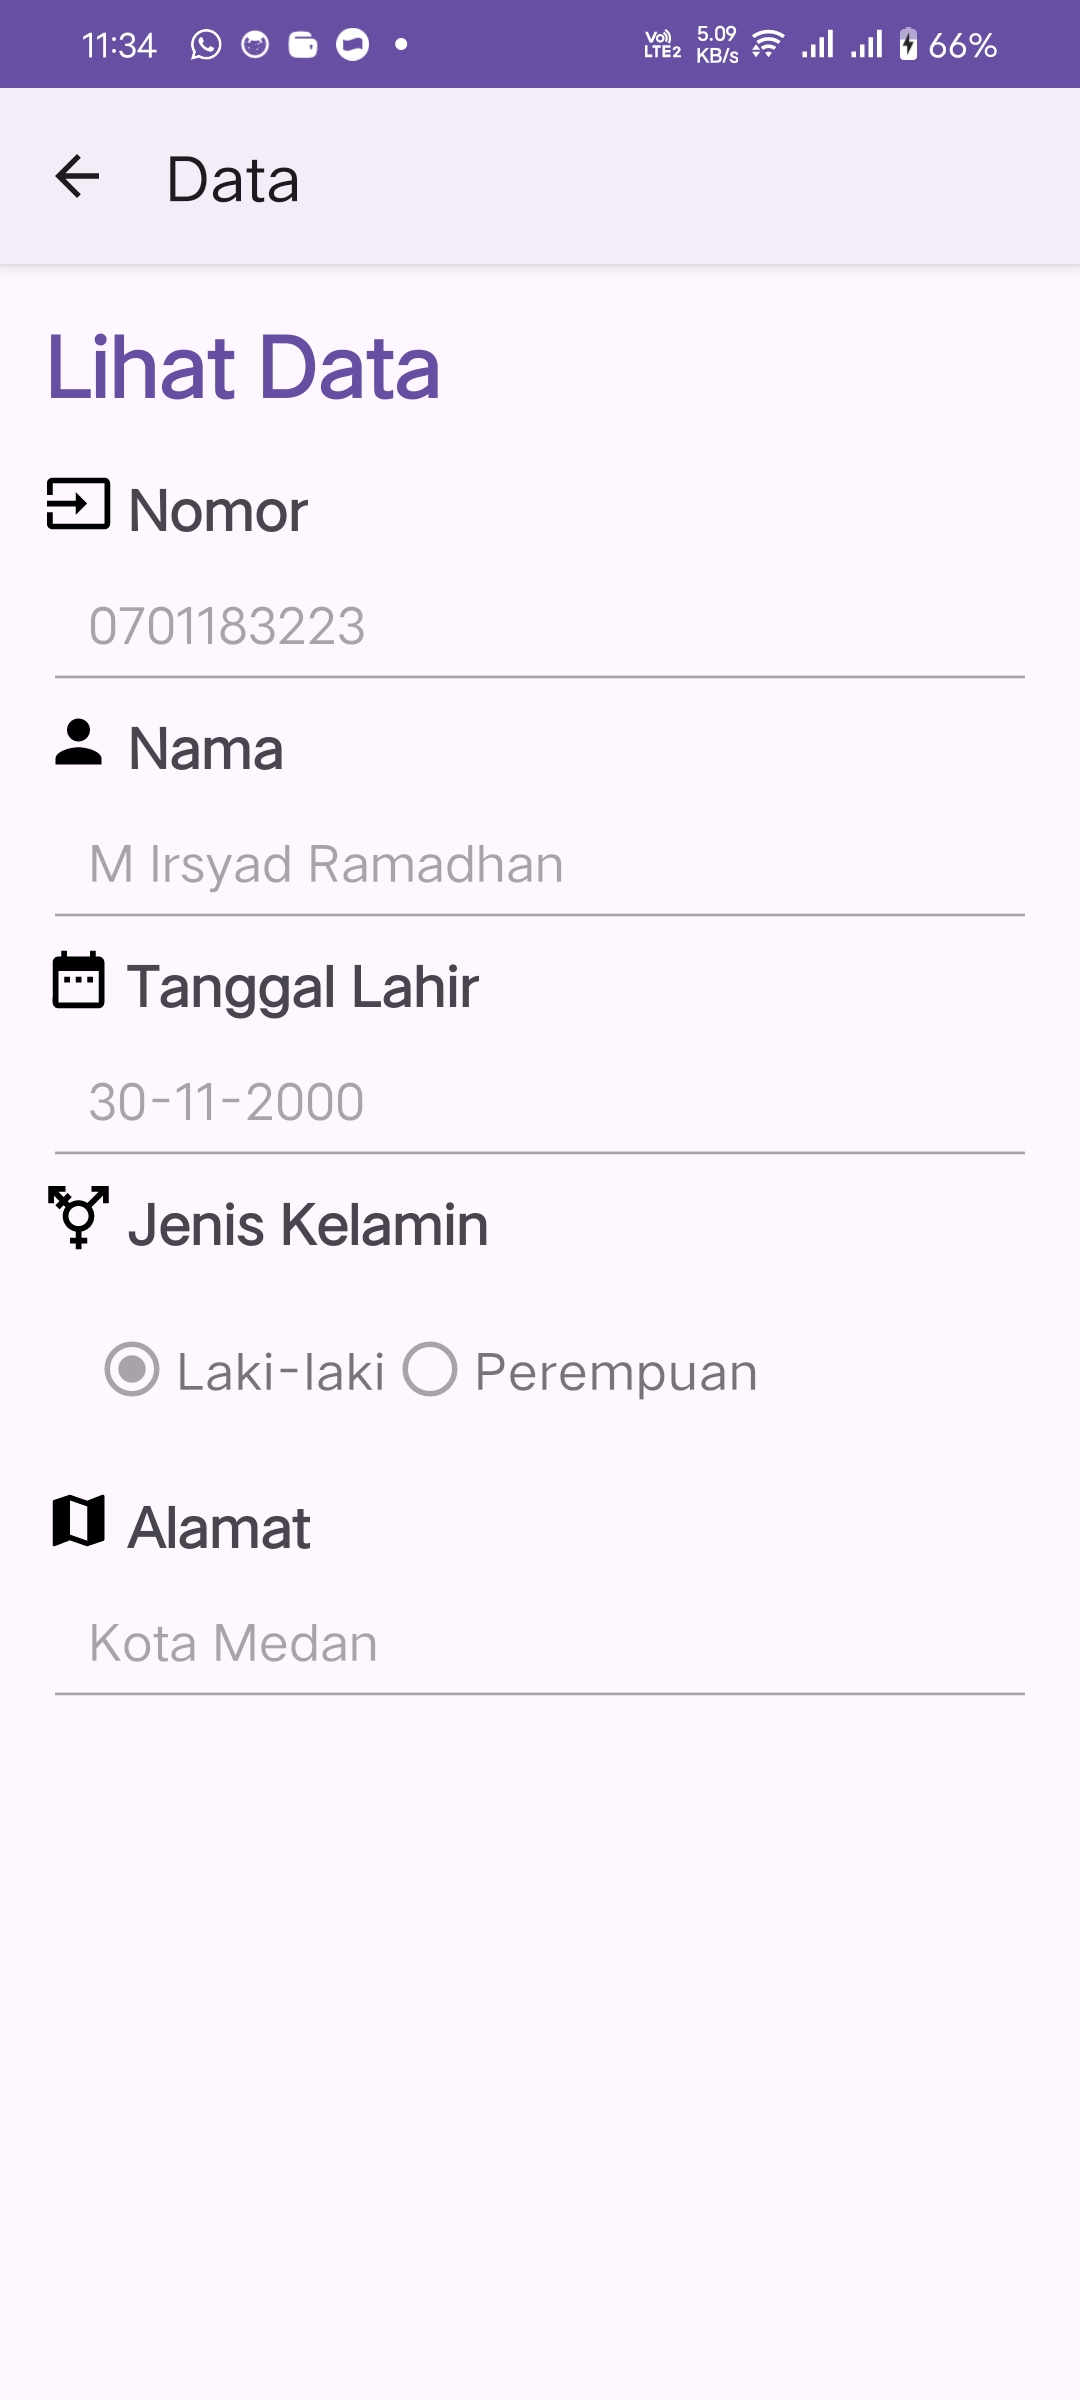 11:34 Vo) LTE2 5.09 KB/s 66%
Data
Lihat Data
Nomor
0701183223
Nama
M Irsyad Ramadhan
Tanggal Lahir
30-11-2000
Jenis Kelamin
Laki-laki Perempuan
Alamat
Kota Medan